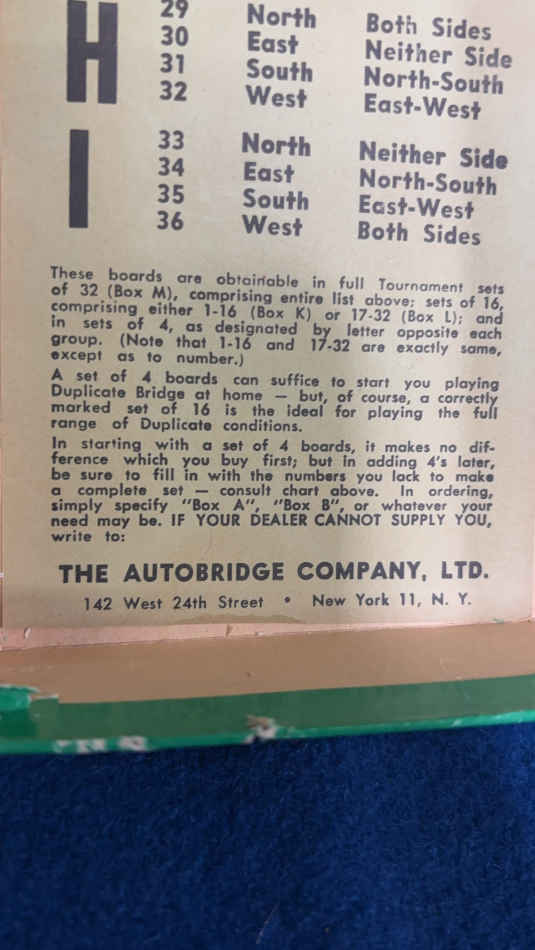 H
29 North Both Sides
30 East Neither Side
31 South North-South
32 West East-West
I
33 North Neither Side
34 East North-South
35 South East-West
36 West Both Sides
These boards are obtainable in full Tournament sets
of 32 (Box M), comprising entire list above; sets of 16,
comprising either 1-16 (Box K) or 17-32 (Box L); and
in sets of 4, as designated by letter opposite each
group. (Note that 1-16 and 17-32 are exactly same,
except as to number.)
A set of 4 boards can suffice to start you playing
Duplicate Bridge at home — but, of course, a correctly
marked set of 16 is the ideal for playing the full
range of Duplicate conditions.
In starting with a set of 4 boards, it makes no dif-
ference which you buy first; but in adding 4's later,
be sure to fill in with the numbers you lack to make
a complete set — consult chart above. In ordering,
simply specify "Box A", "Box B", or whatever your
need may be. IF YOUR DEALER CANNOT SUPPLY YOU,
write to:
THE AUTOBRIDGE COMPANY, LTD.
142 West 24th Street • New York 11, N. Y.